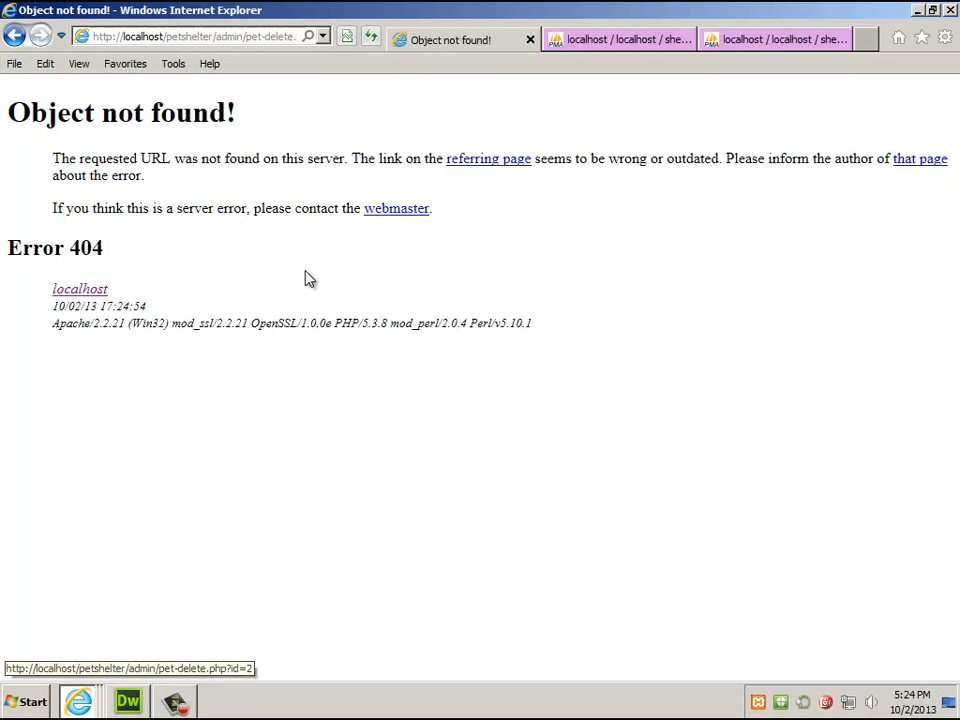 Object not found! - Windows Internet Explorer
http://localhost/petshelter/admin/pet-delete.
Object not found!
localhost / localhost / she...
localhost / localhost / she...
File Edit View Favorites Tools Help
Object not found!
The requested URL was not found on this server. The link on the referring page seems to be wrong or outdated. Please inform the author of that page
about the error.
If you think this is a server error, please contact the webmaster.
Error 404
localhost
10/02/13 17:24:54
Apache/2.2.21 (Win32) mod_ssl/2.2.21 OpenSSL/1.0.0e PHP/5.3.8 mod_perl/2.0.4 Perl/v5.10.1
http://localhost/petshelter/admin/pet-delete.php?id=2
Start
Dw
5:24 PM
10/2/2013